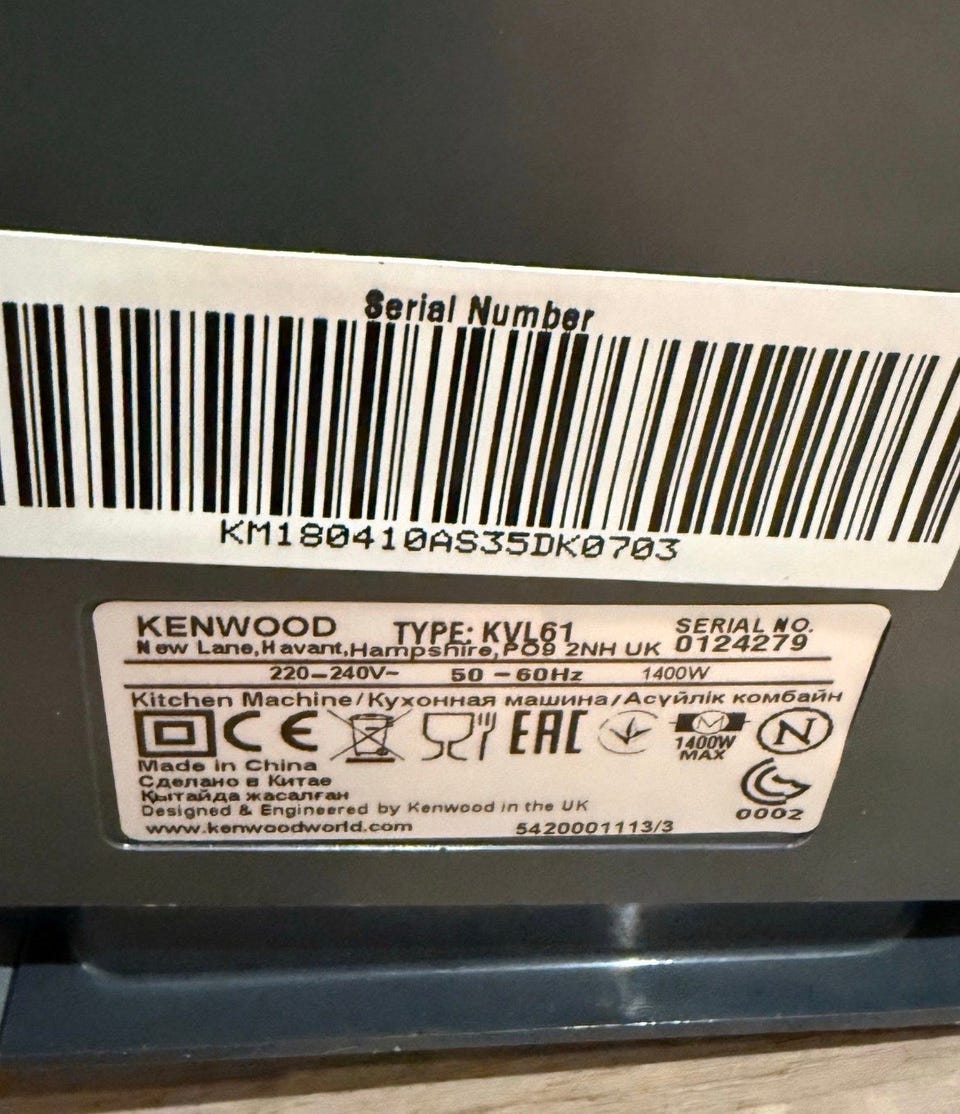 Serial Number
KM180410AS35DK0703
KENWOOD TYPE: KVL61 SERIAL NO.
New Lane,Havant,Hampshire,PO9 2NH UK 0124279
220–240V~ 50 – 60Hz 1400W
Kitchen Machine/Кухонная машина/Асүйлік комбайн
CE EAC 1400W MAX N
Made in China
Сделано в Китае
Қытайда жасалған
0002
Designed & Engineered by Kenwood in the UK
www.kenwoodworld.com 5420001113/3